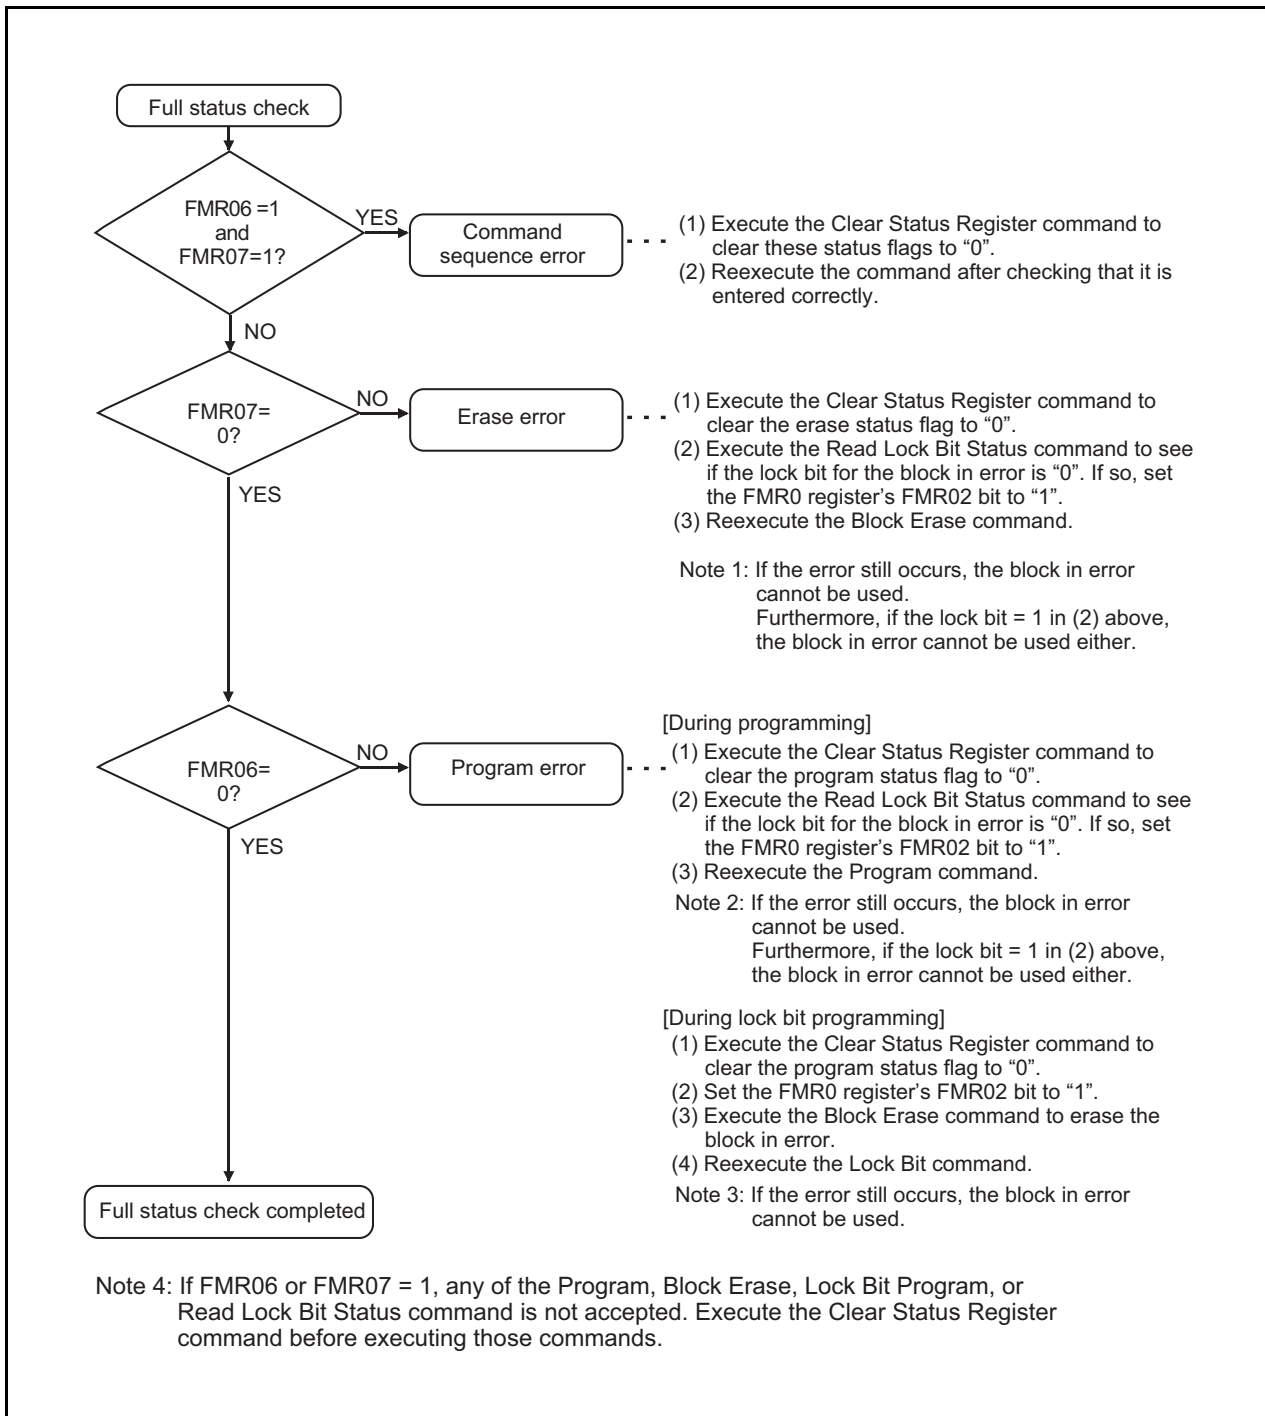 Full status check
FMR06 =1
and
FMR07=1?
YES
Command
sequence error
(1) Execute the Clear Status Register command to
clear these status flags to “0”.
(2) Reexecute the command after checking that it is
entered correctly.
NO
FMR07=
0?
NO
Erase error
(1) Execute the Clear Status Register command to
clear the erase status flag to “0”.
(2) Execute the Read Lock Bit Status command to see
if the lock bit for the block in error is “0”. If so, set
the FMR0 register’s FMR02 bit to “1”.
(3) Reexecute the Block Erase command.
YES
Note 1: If the error still occurs, the block in error
cannot be used.
Furthermore, if the lock bit = 1 in (2) above,
the block in error cannot be used either.
FMR06=
0?
NO
Program error
[During programming]
(1) Execute the Clear Status Register command to
clear the program status flag to “0”.
(2) Execute the Read Lock Bit Status command to see
if the lock bit for the block in error is “0”. If so, set
the FMR0 register’s FMR02 bit to “1”.
(3) Reexecute the Program command.
YES
Note 2: If the error still occurs, the block in error
cannot be used.
Furthermore, if the lock bit = 1 in (2) above,
the block in error cannot be used either.
[During lock bit programming]
(1) Execute the Clear Status Register command to
clear the program status flag to “0”.
(2) Set the FMR0 register’s FMR02 bit to “1”.
(3) Execute the Block Erase command to erase the
block in error.
(4) Reexecute the Lock Bit command.
Note 3: If the error still occurs, the block in error
cannot be used.
Full status check completed
Note 4: If FMR06 or FMR07 = 1, any of the Program, Block Erase, Lock Bit Program, or
Read Lock Bit Status command is not accepted. Execute the Clear Status Register
command before executing those commands.